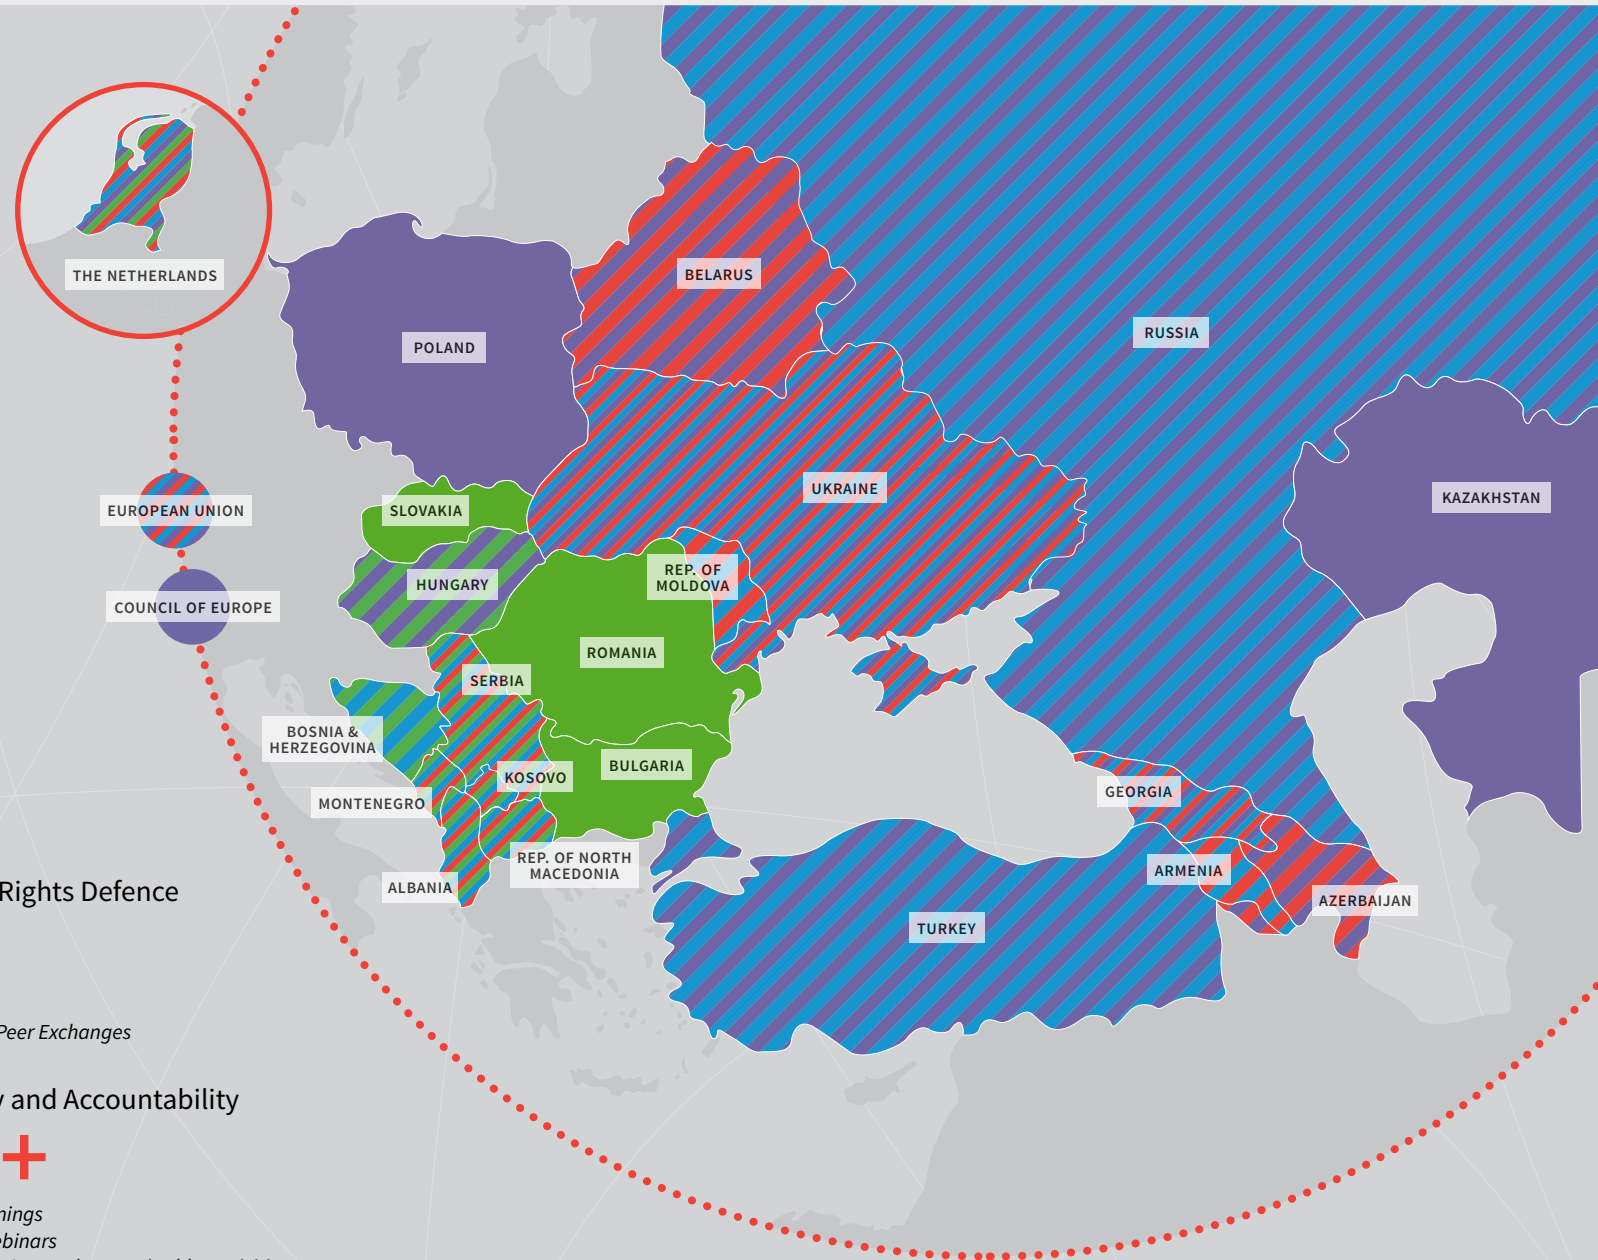 THE NETHERLANDS
BELARUS
RUSSIA
POLAND
UKRAINE
KAZAKHSTAN
EUROPEAN UNION
SLOVAKIA
REP. OF
MOLDOVA
HUNGARY
COUNCIL OF EUROPE
ROMANIA
SERBIA
BOSNIA &
HERZEGOVINA
BULGARIA
KOSOVO
GEORGIA
MONTENEGRO
REP. OF NORTH
MACEDONIA
ARMENIA
ALBANIA
AZERBAIJAN
TURKEY
Rights Defence
Peer Exchanges
and Accountability
+